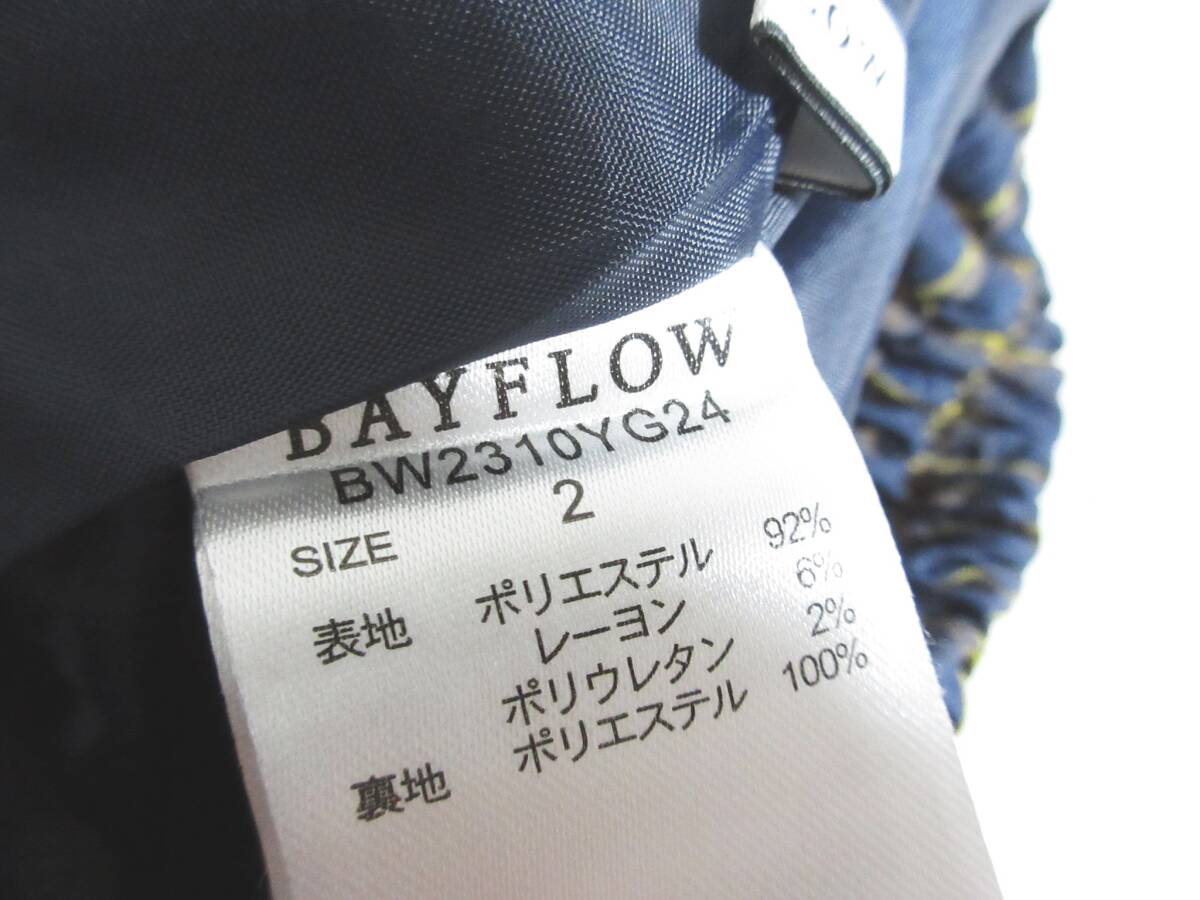 BAYFLOW
BW2310YG24
SIZE 2
表地 ポリエステル 92%
レーヨン 6%
ポリウレタン 2%
裏地 ポリエステル 100%